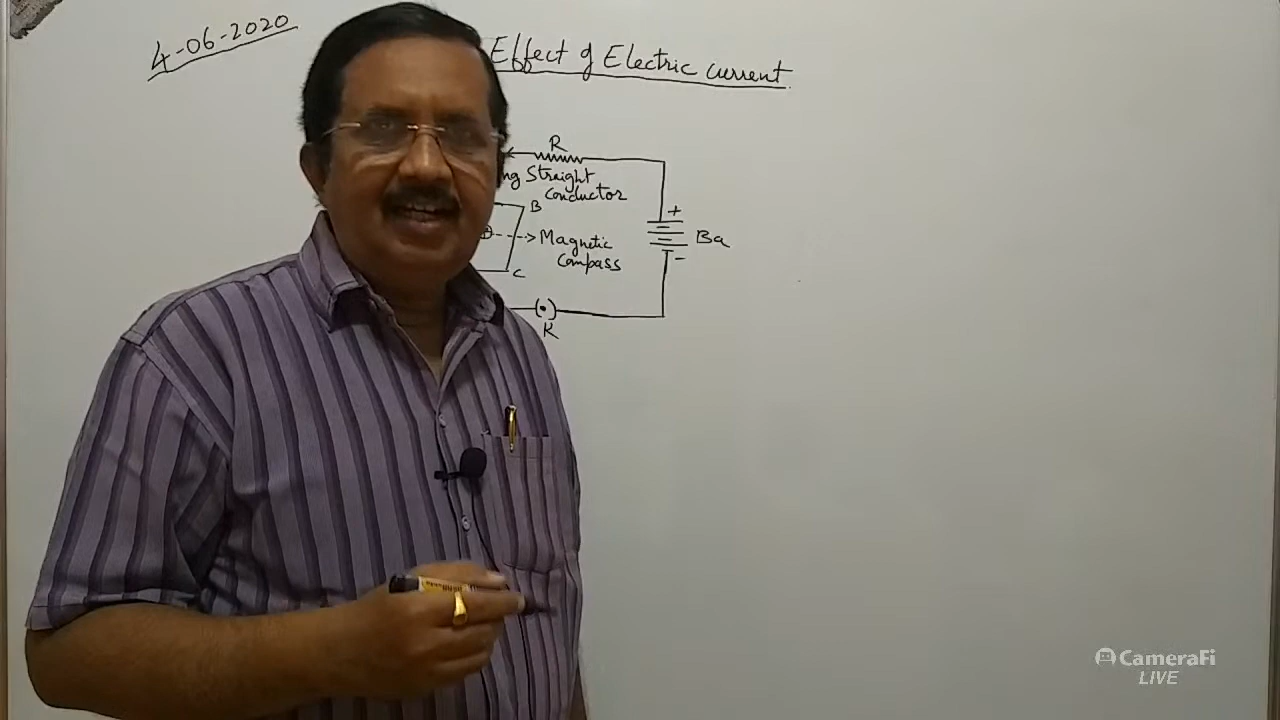 4-06-2020
Effect of Electric current
R
ng Straight
conductor
B
+
Magnetic
compass
Ba
-
C
K
CameraFi
LIVE